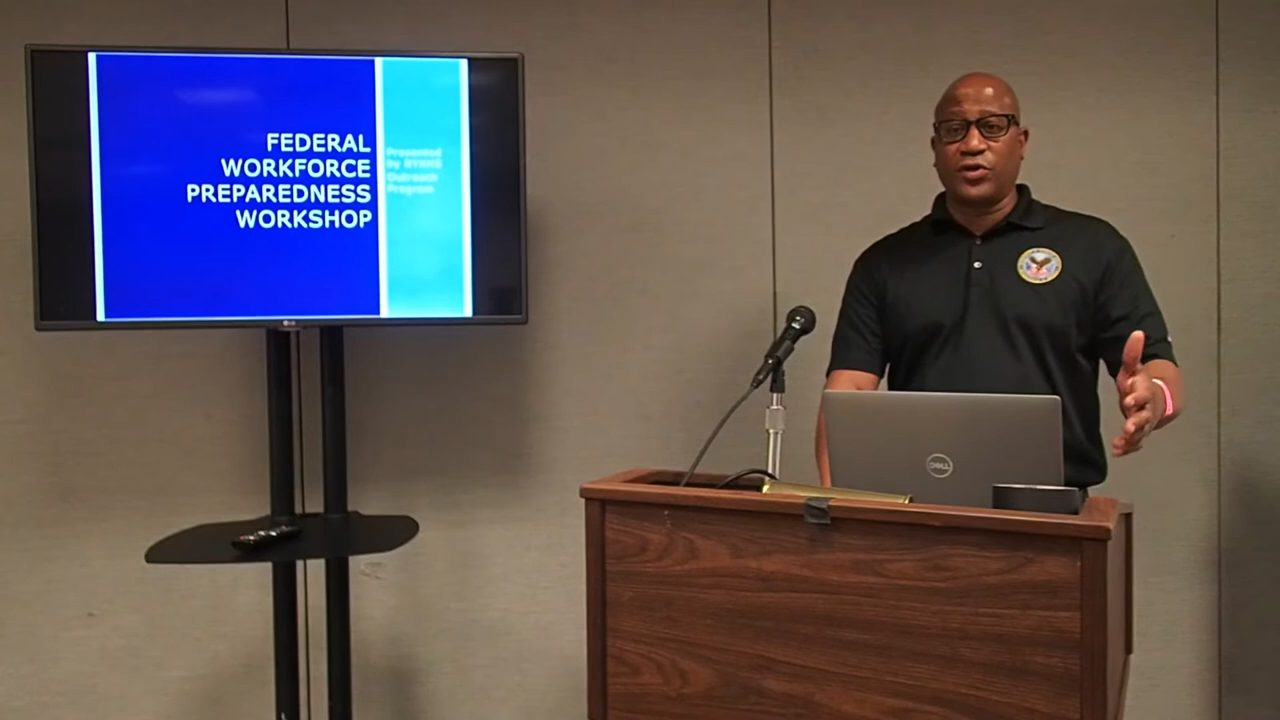 FEDERAL
WORKFORCE
PREPAREDNESS
WORKSHOP
Presented
by
Outreach
Program
LG
DELL